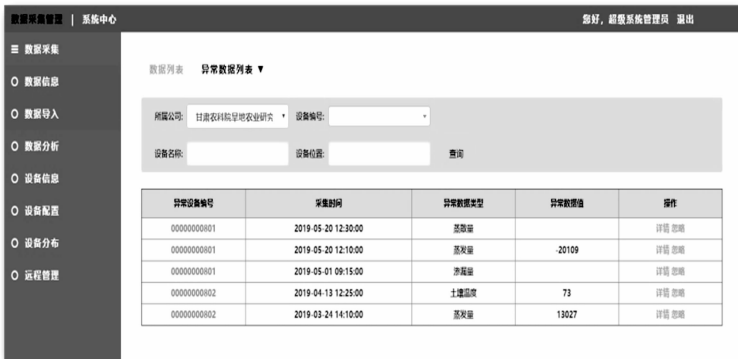 数据采集管理 | 系统中心
您好，超级系统管理员 退出
数据采集
数据信息
数据导入
数据分析
设备信息
设备配置
设备分布
远程管理
数据列表 异常数据列表 ▼
所属公司: 甘肃农科院旱地农业研究 设备编号:
设备名称: 设备位置: 查询
异常设备编号 采集时间 异常数据类型 异常数据值 操作
00000000801 2019-05-20 12:30:00 蒸散量 详情 忽略
00000000801 2019-05-20 12:10:00 蒸发量 -20109 详情 忽略
00000000801 2019-05-01 09:15:00 渗漏量 详情 忽略
00000000802 2019-04-13 12:25:00 土壤温度 73 详情 忽略
00000000802 2019-03-24 14:10:00 蒸发量 13027 详情 忽略